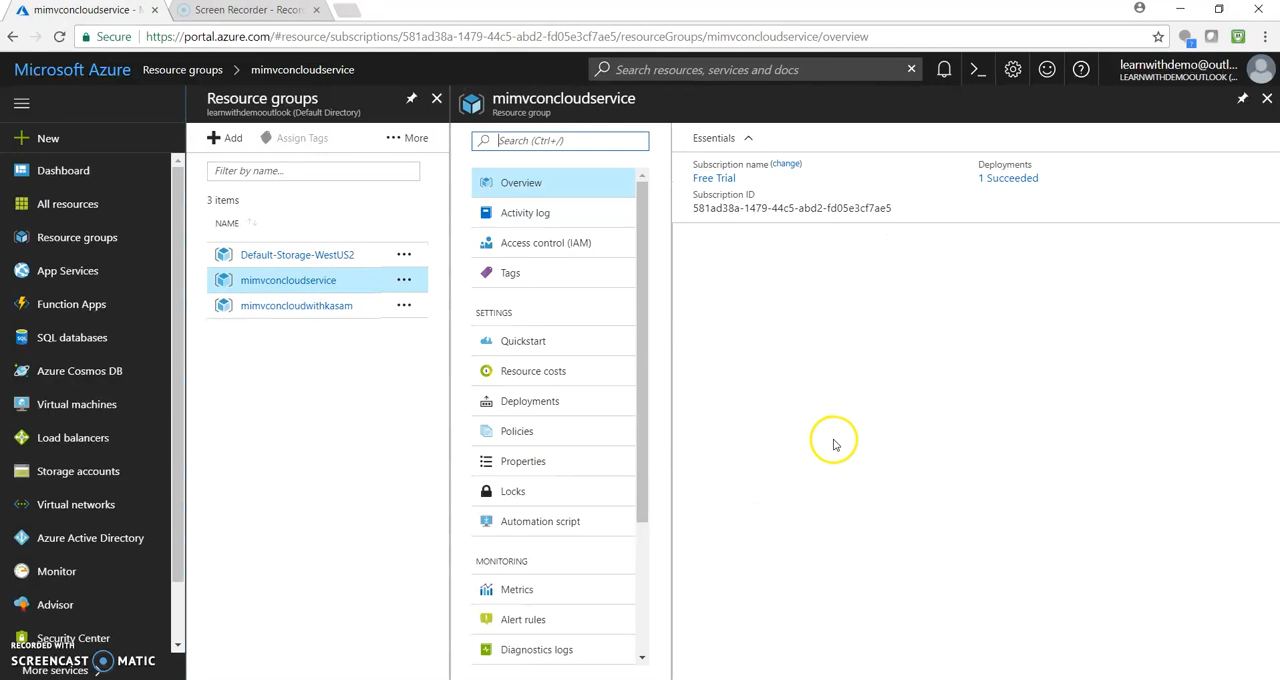 mimvconcloudservice -
Screen Recorder - Recor
Secure
https://portal.azure.com/#resource/subscriptions/581ad38a-1479-44c5-abd2-fd05e3cf7ae5/resourceGroups/mimvconcloudservice/overview
Microsoft Azure
Resource groups > mimvconcloudservice
Search resources, services and docs
learnwithdemo@outl...
LEARNWITHDEMOOUTLOOK (...
New
Dashboard
All resources
Resource groups
App Services
Function Apps
SQL databases
Azure Cosmos DB
Virtual machines
Load balancers
Storage accounts
Virtual networks
Azure Active Directory
Monitor
Advisor
Security Center
RECORDED WITH
SCREENCAST MATIC
More services
Resource groups
learnwithdemooutlook (Default Directory)
Add
Assign Tags
More
Filter by name...
3 items
NAME
Default-Storage-WestUS2
mimvconcloudservice
mimvconcloudwithkasam
mimvconcloudservice
Resource group
Search (Ctrl+/)
Overview
Activity log
Access control (IAM)
Tags
SETTINGS
Quickstart
Resource costs
Deployments
Policies
Properties
Locks
Automation script
MONITORING
Metrics
Alert rules
Diagnostics logs
Essentials
Subscription name (change)
Free Trial
Subscription ID
581ad38a-1479-44c5-abd2-fd05e3cf7ae5
Deployments
1 Succeeded